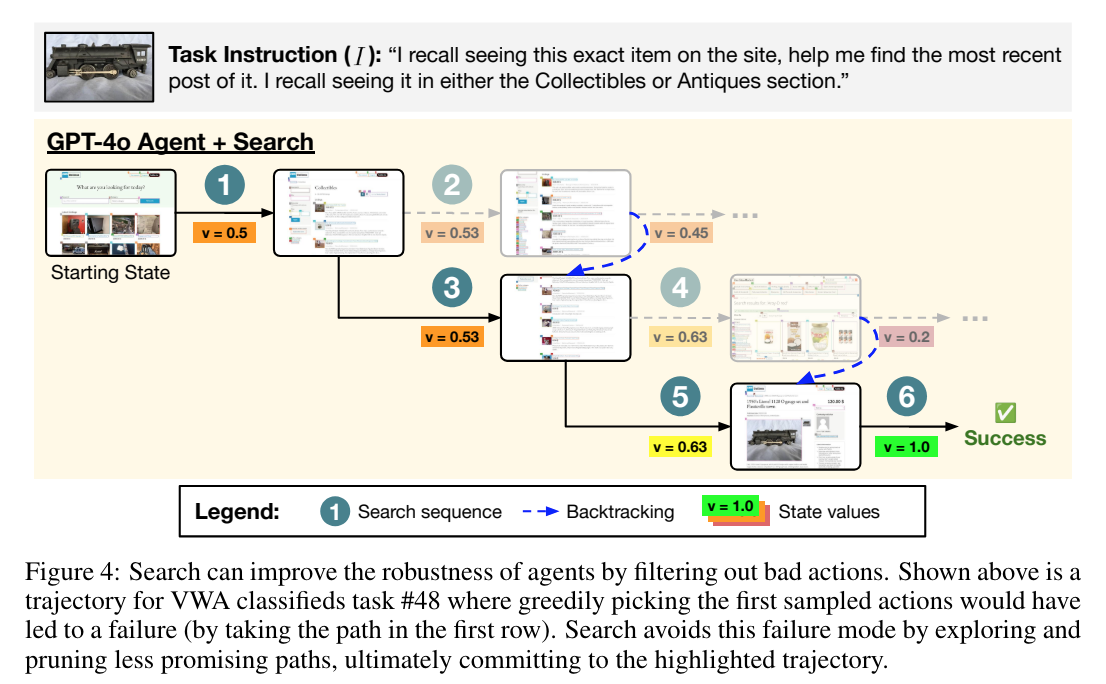 Task Instruction (I): “I recall seeing this exact item on the site, help me find the most recent
post of it. I recall seeing it in either the Collectibles or Antiques section.”
GPT-4o Agent + Search
What are you looking for today?
Starting State
1
v = 0.5
Collectibles
2
v = 0.53
v = 0.45
...
3
v = 0.53
4
v = 0.63
v = 0.2
...
5
v = 0.63
6
v = 1.0
✅
Success
Legend:
1
Search sequence
Backtracking
v = 1.0
State values
Figure 4: Search can improve the robustness of agents by filtering out bad actions. Shown above is a
trajectory for VWA classifieds task #48 where greedily picking the first sampled actions would have
led to a failure (by taking the path in the first row). Search avoids this failure mode by exploring and
pruning less promising paths, ultimately committing to the highlighted trajectory.